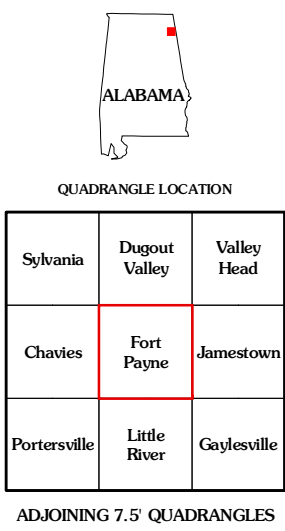 ALABAMA
QUADRANGLE LOCATION
Sylvania
Dugout
Valley
Valley
Head
Chavies
Fort
Payne
Jamestown
Portersville
Little
River
Gaylesville
ADJOINING 7.5' QUADRANGLES